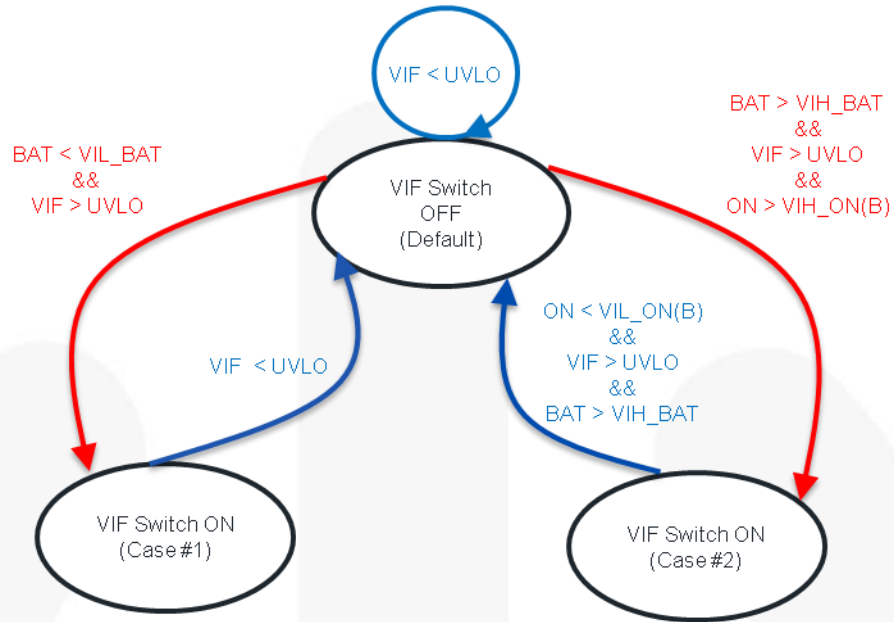 VIF < UVLO
BAT > VIH_BAT
&&
VIF > UVLO
&&
ON > VIH_ON(B)
BAT < VIL_BAT
&&
VIF > UVLO
VIF Switch
OFF
(Default)
ON < VIL_ON(B)
&&
VIF > UVLO
&&
BAT > VIH_BAT
VIF < UVLO
VIF Switch ON
(Case #1)
VIF Switch ON
(Case #2)